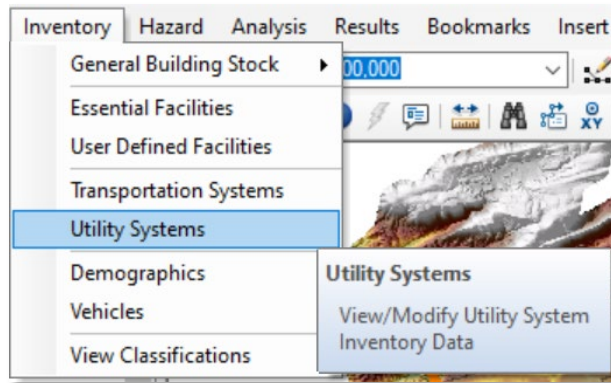 Inventory Hazard Analysis Results Bookmarks Insert
General Building Stock
00,000
Essential Facilities
XY
User Defined Facilities
Transportation Systems
Utility Systems
Demographics
Vehicles
View Classifications
Utility Systems
View/Modify Utility System
Inventory Data